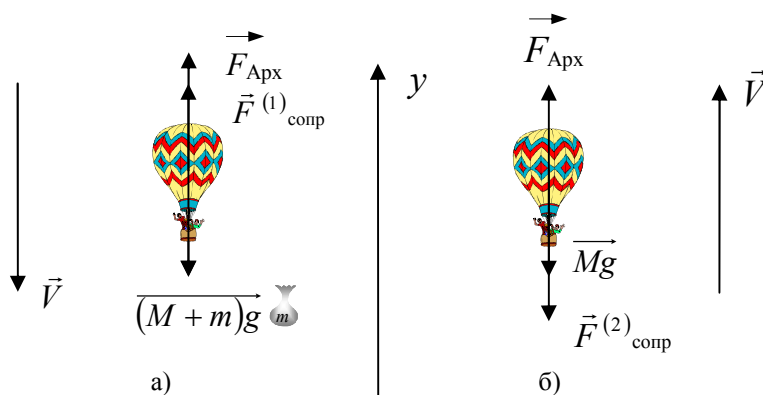 F_Арх
F^(1)_сопр
y
F_Арх
V
V
(M + m)g
m
Mg
F^(2)_сопр
а)
б)